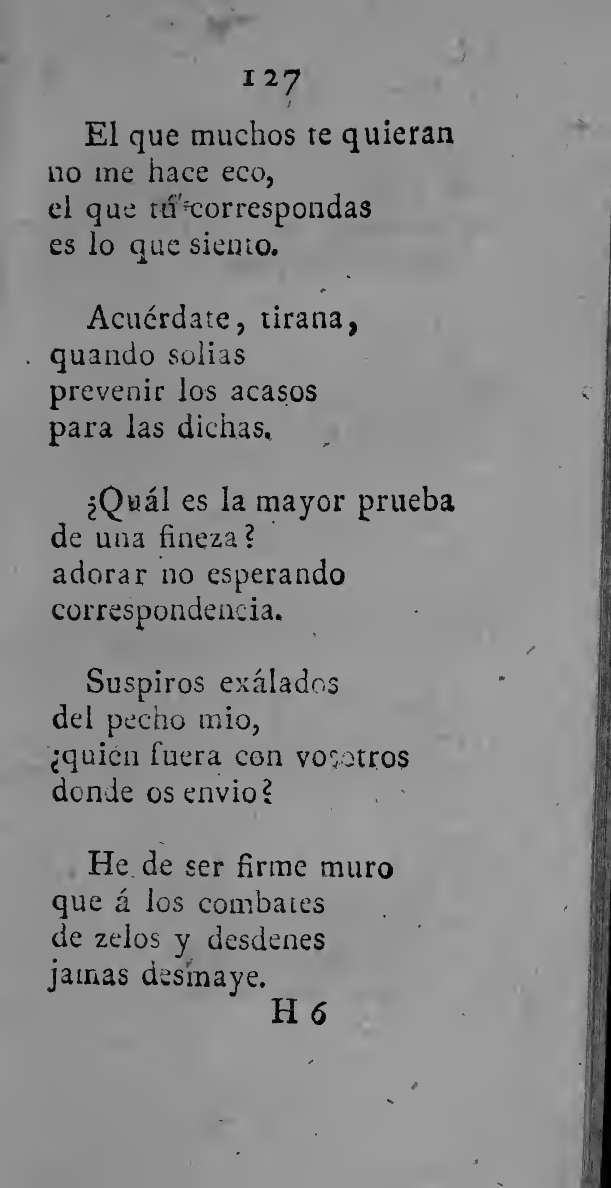 127
El que muchos te quieran
no me hace eco,
el que tú correspondas
es lo que siento.
Acuérdate, tirana,
quando solias
prevenir los acasos
para las dichas.
¿Quál es la mayor prueba
de una fineza?
adorar no esperando
correspondencia.
Suspiros exálados
del pecho mio,
¿quién fuera con vosotros
donde os envio?
He de ser firme muro
que á los combates
de zelos y desdenes
jamas desmaye.
H 6